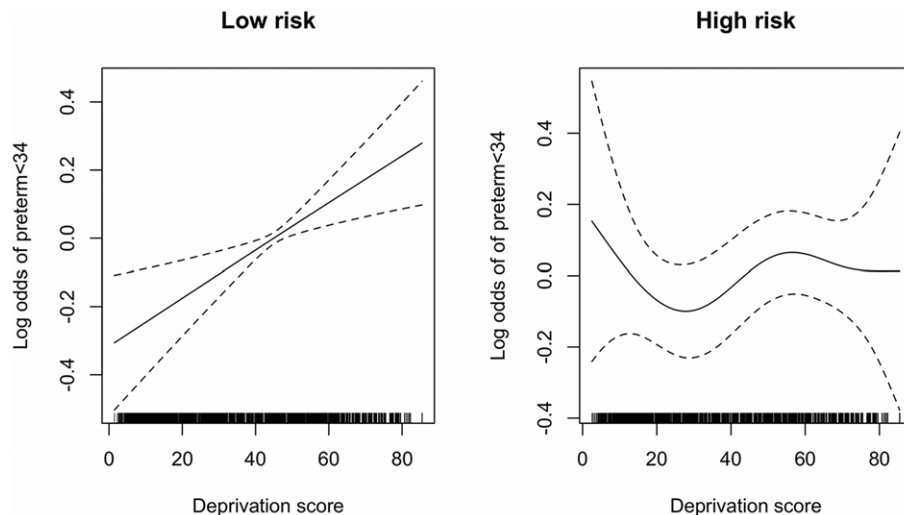 Low risk
High risk
Log odds of preterm<34
0.4
0.2
0.0
-0.2
-0.4
0 20 40 60 80
Deprivation score
Log odds of of preterm<34
0.4
0.2
0.0
-0.2
-0.4
0 20 40 60 80
Deprivation score